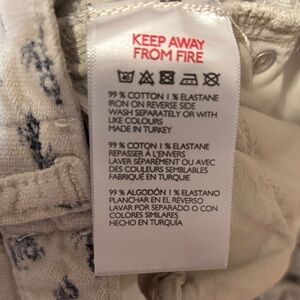 KEEP AWAY
FROM FIRE
99 % COTTON 1 % ELASTANE
IRON ON REVERSE SIDE
WASH SEPARATELY OR WITH
LIKE COLOURS
MADE IN TURKEY
99 % COTON 1 % ELASTANE
REPASSER À L'ENVERS
LAVER SÉPARÉMENT OU AVEC
DES COULEURS SEMBLABLES
FABRIQUÉ EN TURQUIE
99 % ALGODÓN 1 % ELASTANO
PLANCHAR EN EL REVERSO
LAVAR POR SEPARADO O CON
COLORES SIMILARES
HECHO EN TURQUÍA